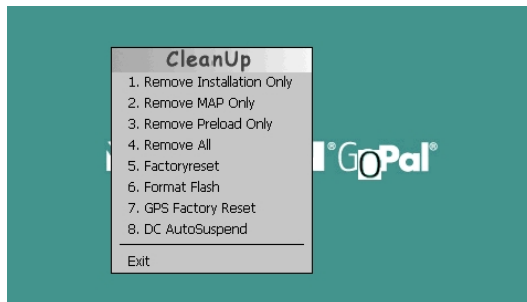 CleanUp
1. Remove Installation Only
2. Remove MAP Only
3. Remove Preload Only
4. Remove All
5. Factoryreset
6. Format Flash
7. GPS Factory Reset
8. DC AutoSuspend
Exit
GoPal®